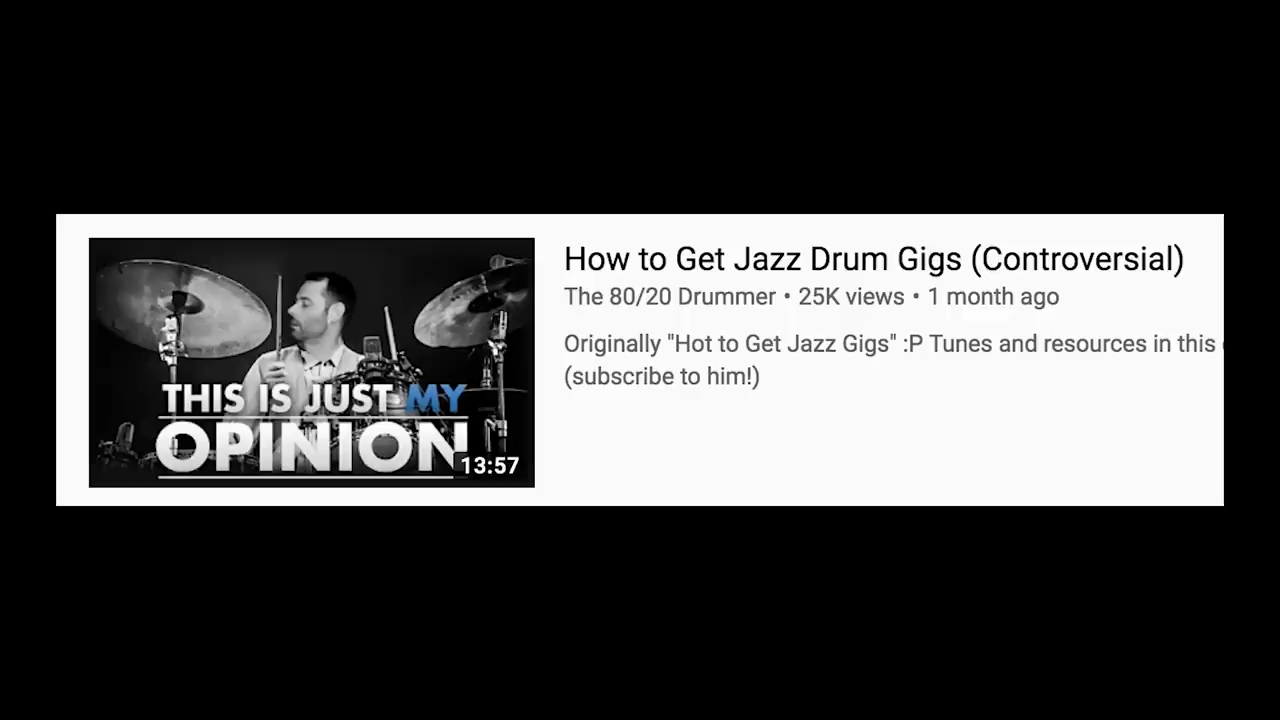 THIS IS JUST MY
OPINION
13:57
How to Get Jazz Drum Gigs (Controversial)
The 80/20 Drummer • 25K views • 1 month ago
Originally "Hot to Get Jazz Gigs" :P Tunes and resources in this
(subscribe to him!)